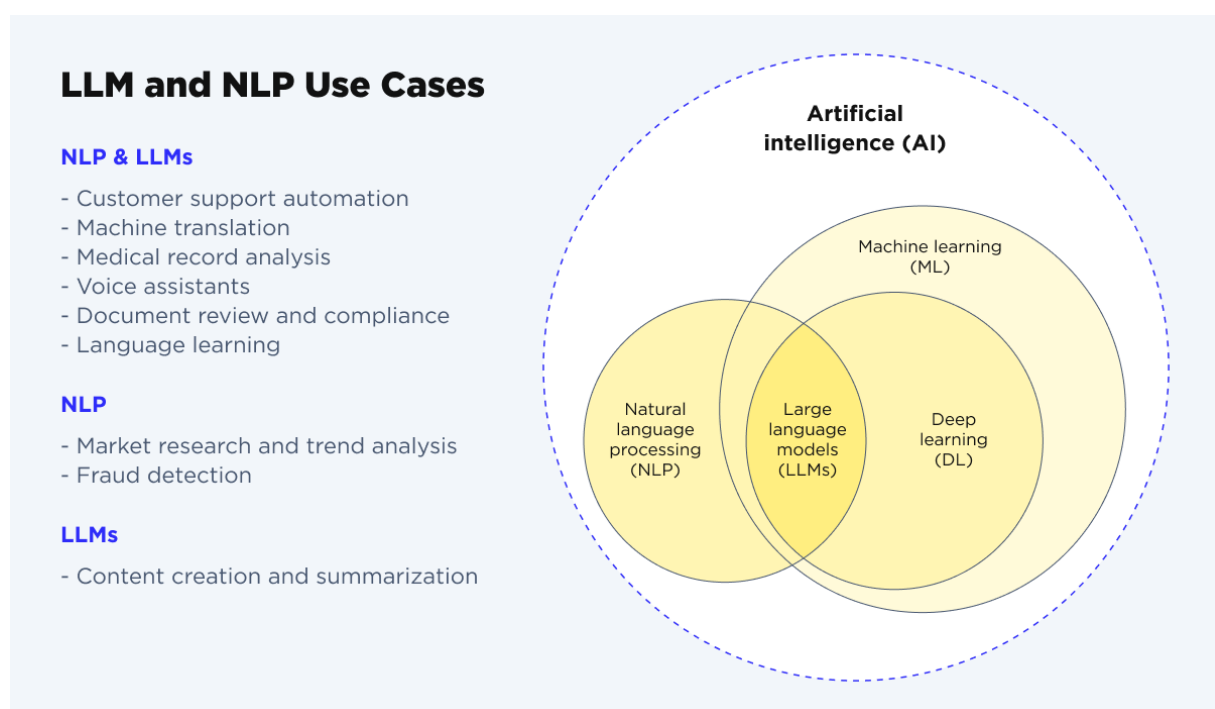 LLM and NLP Use Cases
NLP & LLMs
- Customer support automation
- Machine translation
- Medical record analysis
- Voice assistants
- Document review and compliance
- Language learning
NLP
- Market research and trend analysis
- Fraud detection
LLMs
- Content creation and summarization
Artificial
intelligence (AI)
Machine learning
(ML)
Natural
language
processing
(NLP)
Large
language
models
(LLMs)
Deep
learning
(DL)